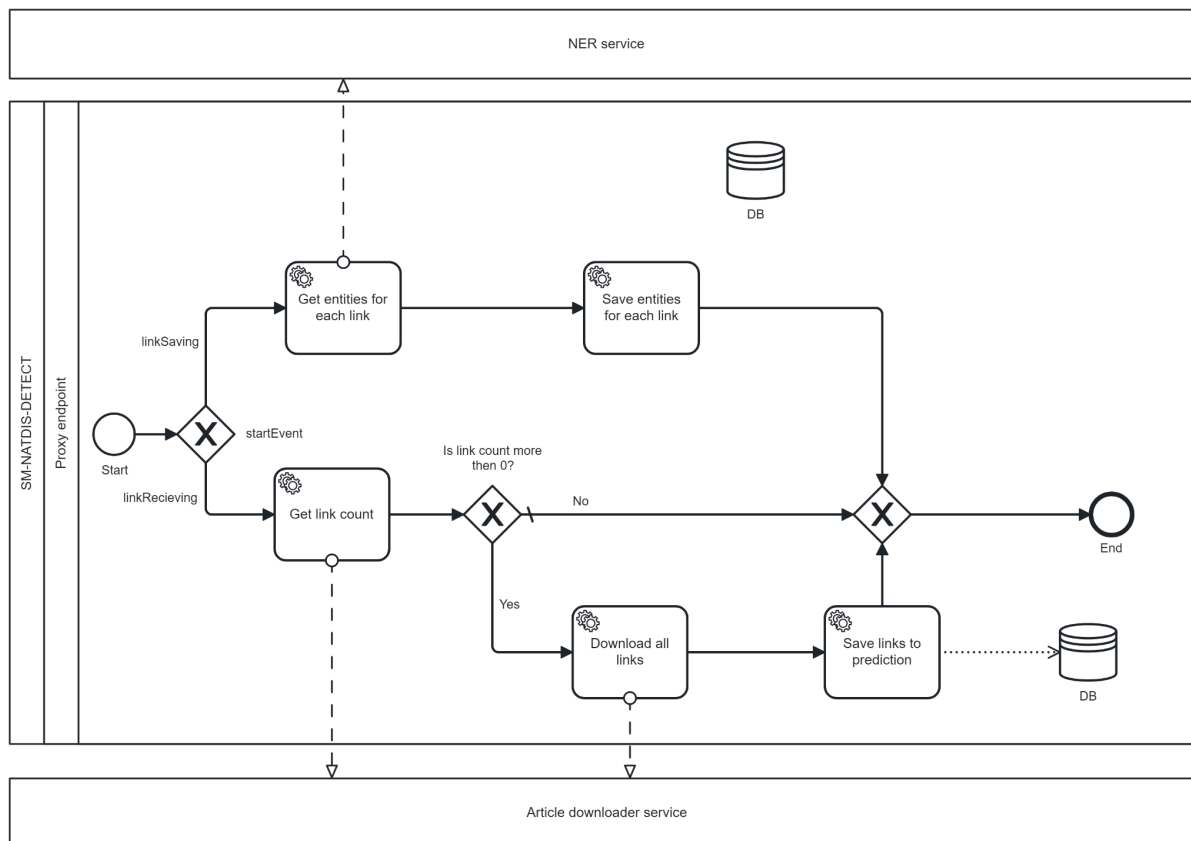 NER service
SM-NATDIS-DETECT
Proxy endpoint
DB
Get entities for
each link
Save entities
for each link
linkSaving
startEvent
Start
linkRecieving
Get link count
Is link count more
then 0?
No
Yes
End
Download all
links
Save links to
prediction
DB
Article downloader service